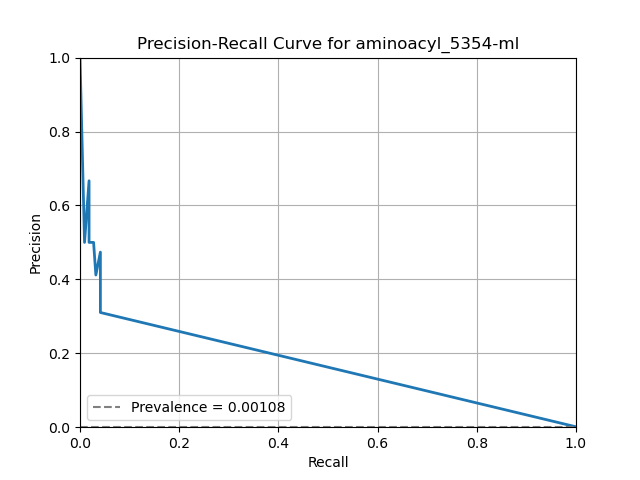 Precision-Recall Curve for aminoacyl_5354-ml
1.0
0.8
0.6
0.4
0.2
0.0
Precision
Prevalence = 0.00108
0.0 0.2 0.4 0.6 0.8 1.0
Recall